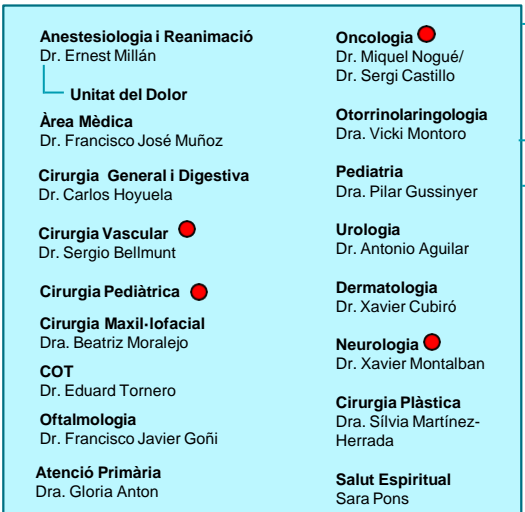 Anestesiologia i Reanimació
Dr. Ernest Millán
Unitat del Dolor
Àrea Mèdica
Dr. Francisco José Muñoz
Cirurgia General i Digestiva
Dr. Carlos Hoyuela
Cirurgia Vascular
Dr. Sergio Bellmunt
Cirurgia Pediàtrica
Cirurgia Maxil·lofacial
Dra. Beatriz Moralejo
COT
Dr. Eduard Tornero
Oftalmologia
Dr. Francisco Javier Goñi
Atenció Primària
Dra. Gloria Anton
Oncologia
Dr. Miquel Nogué/
Dr. Sergi Castillo
Otorrinolaringologia
Dra. Vicki Montoro
Pediatria
Dra. Pilar Gussinyer
Urologia
Dr. Antonio Aguilar
Dermatologia
Dr. Xavier Cubiró
Neurologia
Dr. Xavier Montalban
Cirurgia Plàstica
Dra. Sílvia Martínez-
Herrada
Salut Espiritual
Sara Pons